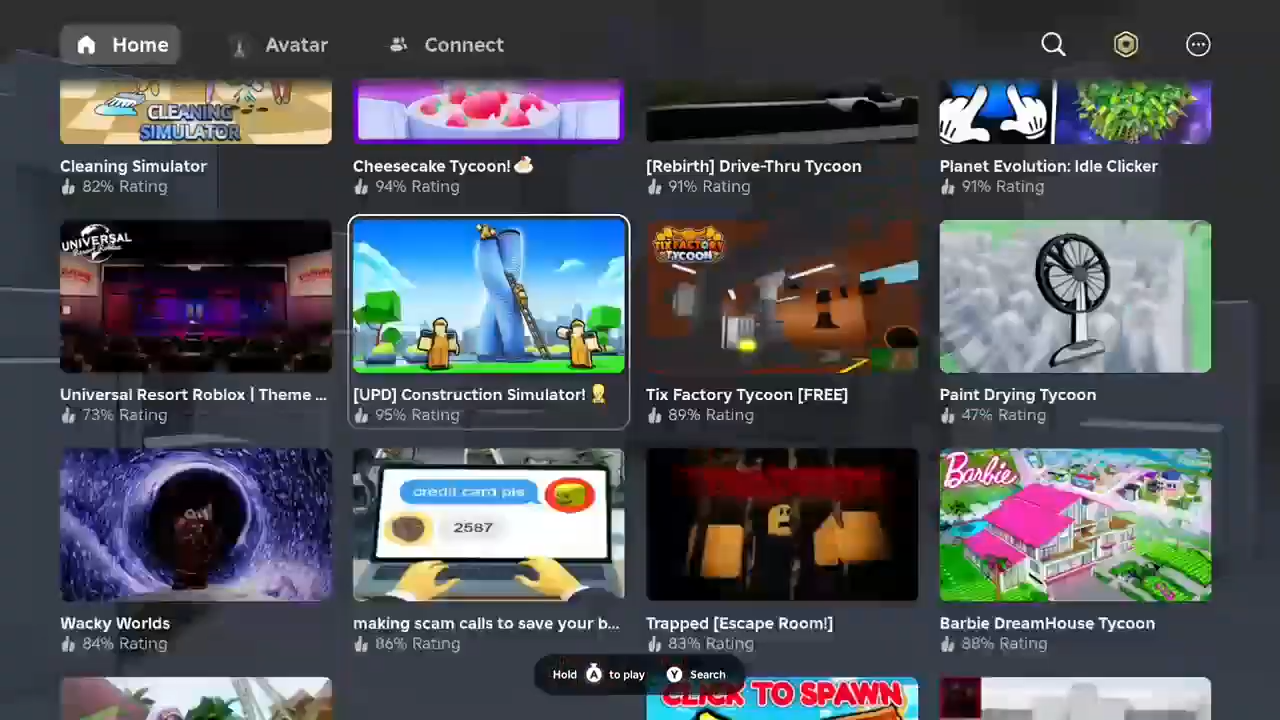 Home
Avatar
Connect
CLEANING
SIMULATOR
Cleaning Simulator
82% Rating
Cheesecake Tycoon!
94% Rating
[Rebirth] Drive-Thru Tycoon
91% Rating
Planet Evolution: Idle Clicker
91% Rating
UNIVERSAL
TIX FACTORY
TYCOON
Universal Resort Roblox | Theme ...
73% Rating
[UPD] Construction Simulator!
95% Rating
Tix Factory Tycoon [FREE]
89% Rating
Paint Drying Tycoon
47% Rating
credit card pls
2587
Barbie
Wacky Worlds
84% Rating
making scam calls to save your b...
86% Rating
Trapped [Escape Room!]
83% Rating
Barbie DreamHouse Tycoon
88% Rating
Hold A to play Y Search
CLICK TO SPAWN